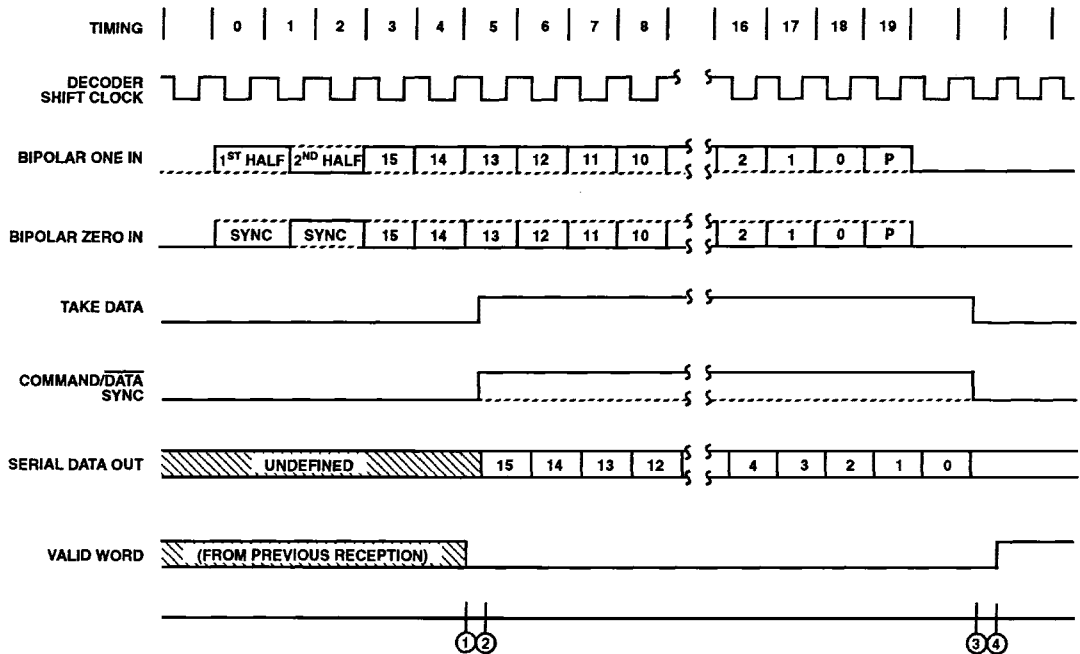 TIMING 0 1 2 3 4 5 6 7 8 16 17 18 19
DECODER
SHIFT CLOCK
BIPOLAR ONE IN 1ST HALF 2ND HALF 15 14 13 12 11 10 2 1 0 P
BIPOLAR ZERO IN SYNC SYNC 15 14 13 12 11 10 2 1 0 P
TAKE DATA
COMMAND/DATA
SYNC
SERIAL DATA OUT UNDEFINED 15 14 13 12 4 3 2 1 0
VALID WORD (FROM PREVIOUS RECEPTION)
1 2 3 4